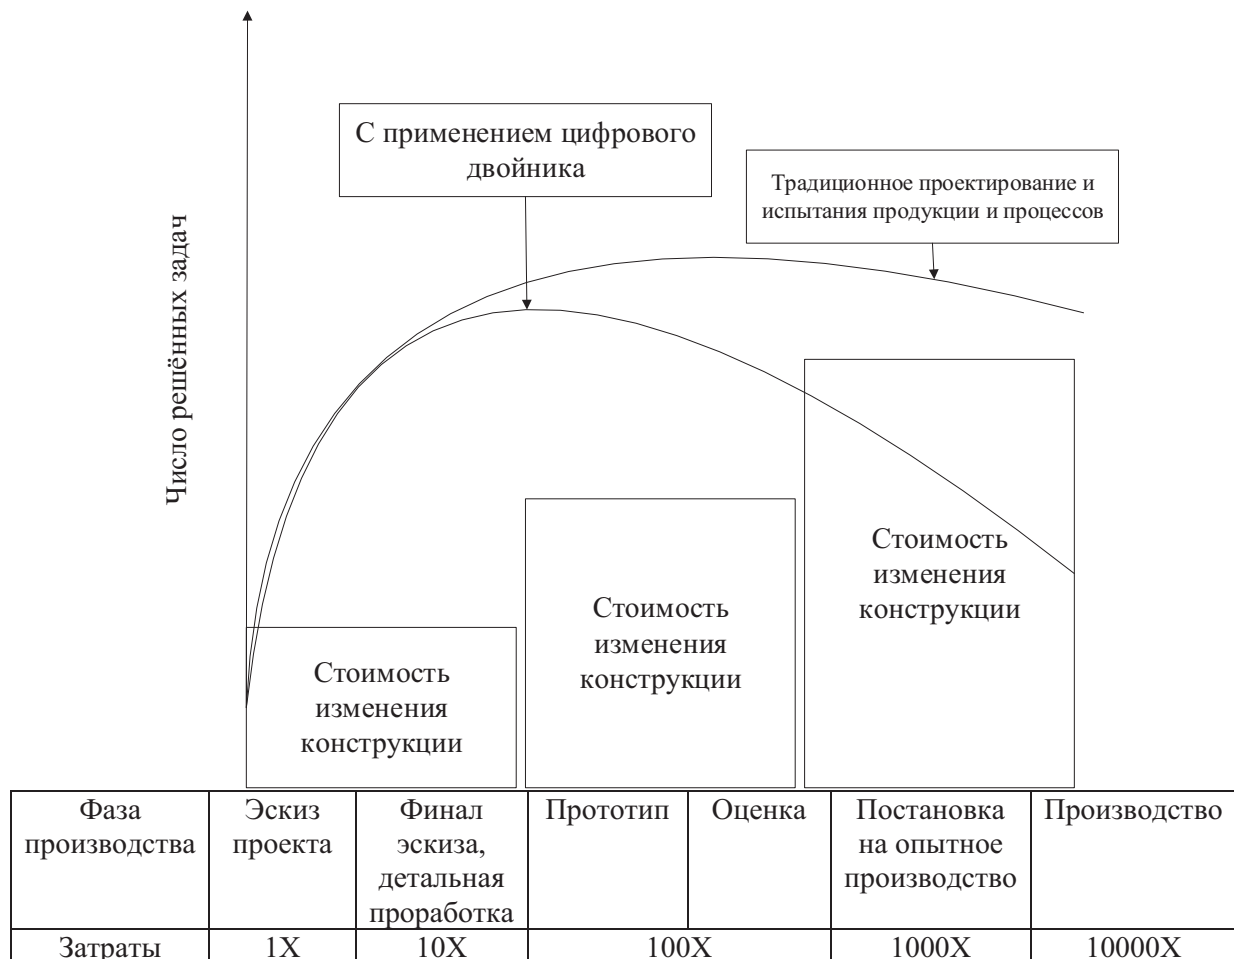 С применением цифрового
двойника
Традиционное проектирование и
испытания продукции и процессов
Число решённых задач
Стоимость
изменения
конструкции
Стоимость
изменения
конструкции
Стоимость
изменения
конструкции
Фаза
производства
Эскиз
проекта
Финал
эскиза,
детальная
проработка
Прототип
Оценка
Постановка
на опытное
производство
Производство
Затраты
1X
10X
100X
1000X
10000X